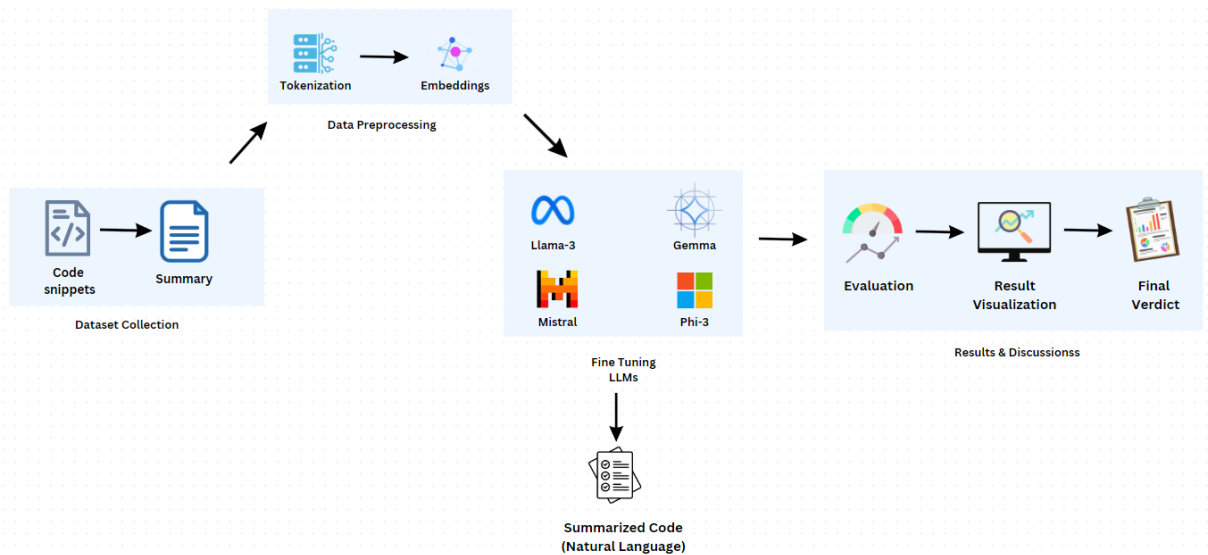 Tokenization
Embeddings
Data Preprocessing
Code
snippets
Summary
Dataset Collection
Llama-3
Gemma
Mistral
Phi-3
Fine Tuning
LLMs
Evaluation
Result
Visualization
Final
Verdict
Results & Discussionss
Summarized Code
(Natural Language)